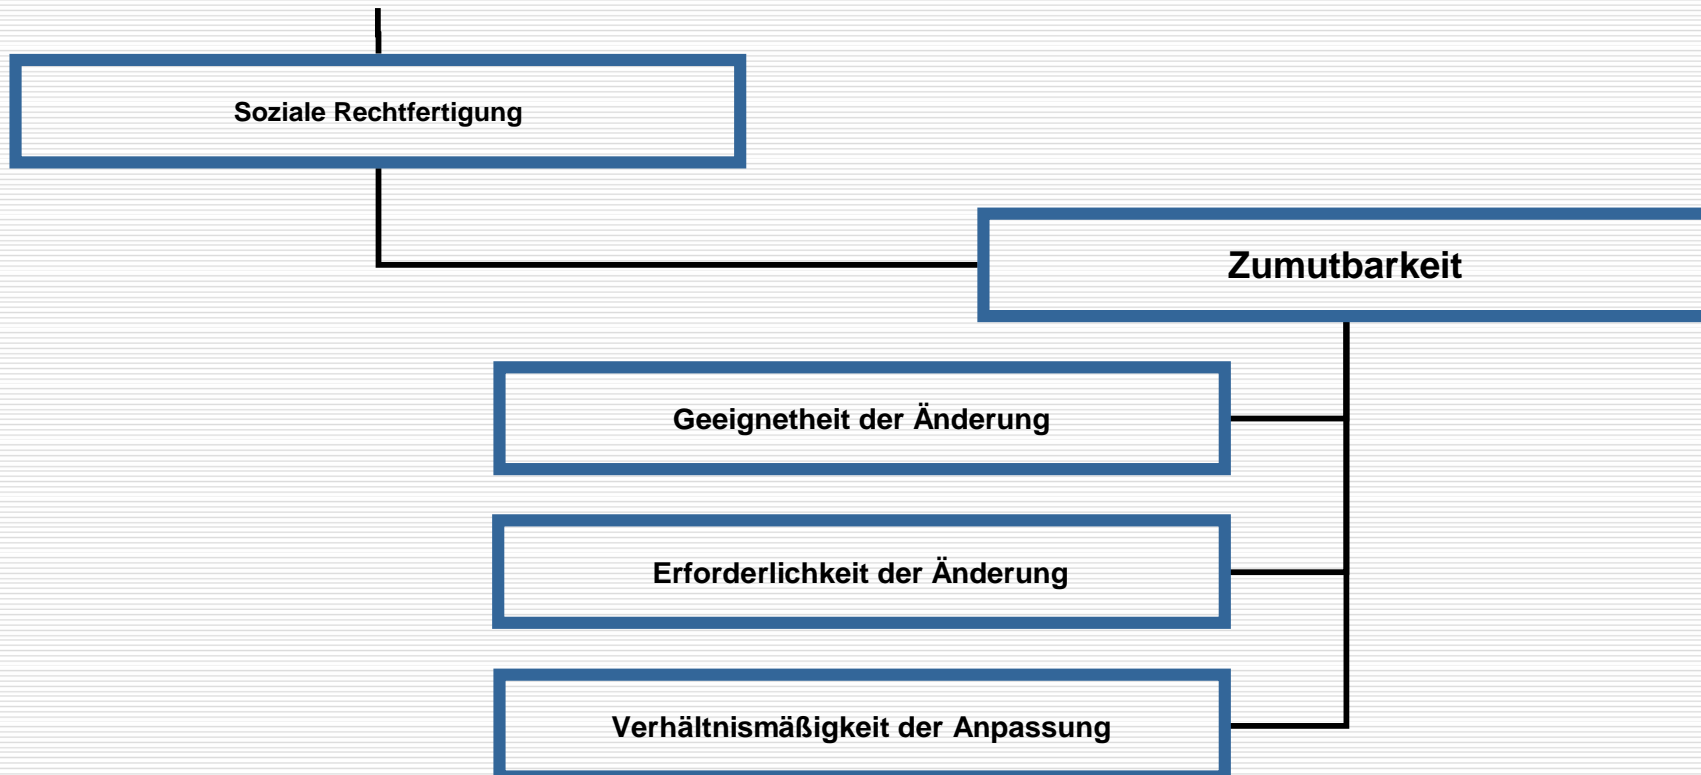 Soziale Rechtfertigung
Zumutbarkeit
Geeignetheit der Änderung
Erforderlichkeit der Änderung
Verhältnismäßigkeit der Anpassung